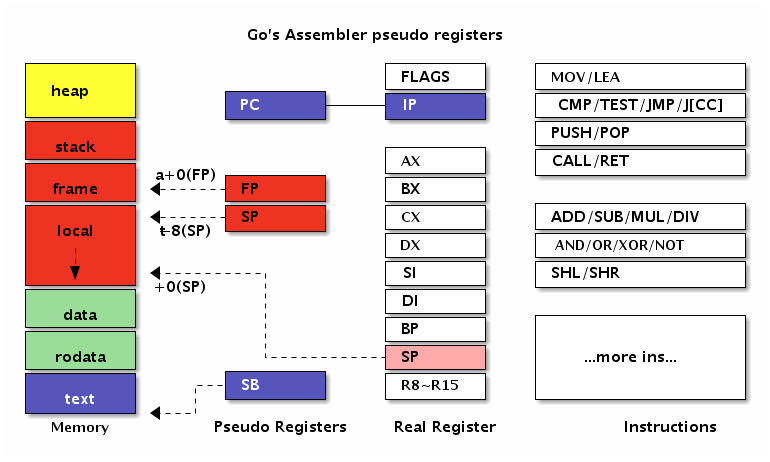 Go's Assembler pseudo registers
heap
stack
frame
local
data
rodata
text
Memory
a+0(FP)
t-8(SP)
+0(SP)
PC
FP
SP
SB
Pseudo Registers
FLAGS
IP
AX
BX
CX
DX
SI
DI
BP
SP
R8~R15
Real Register
MOV/LEA
CMP/TEST/JMP/J[CC]
PUSH/POP
CALL/RET
ADD/SUB/MUL/DIV
AND/OR/XOR/NOT
SHL/SHR
...more ins...
Instructions